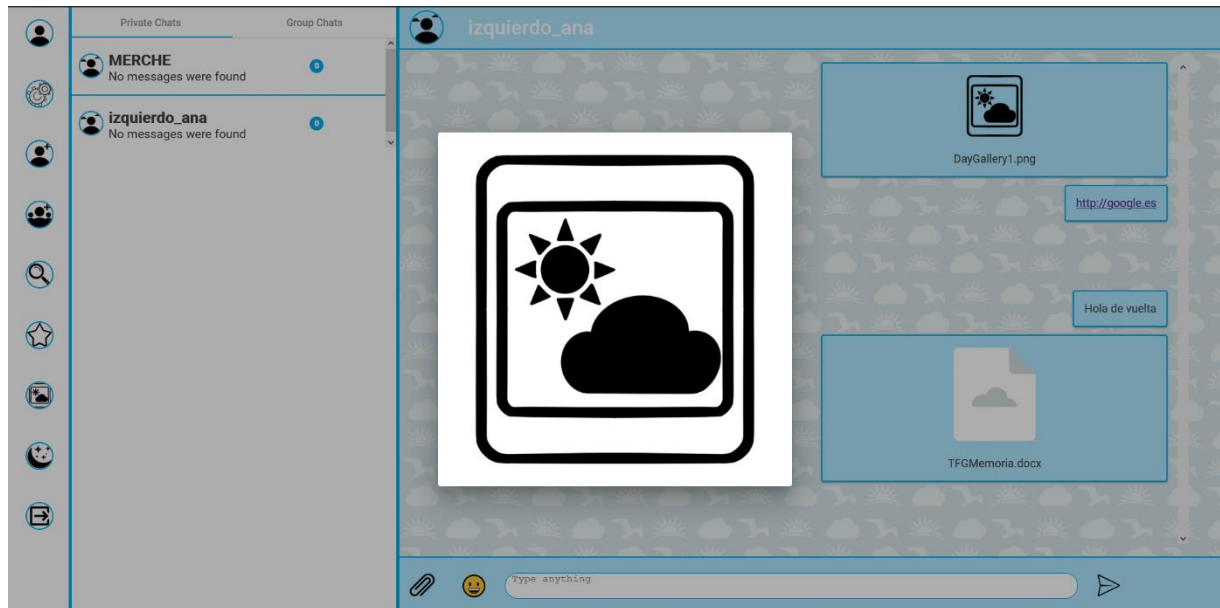 Private Chats
Group Chats
MERCHE
No messages were found
0
izquierdo_ana
No messages were found
0
izquierdo_ana
DayGallery1.png
http://google.es
Hola de vuelta
TFGMemoria.docx
Type anything